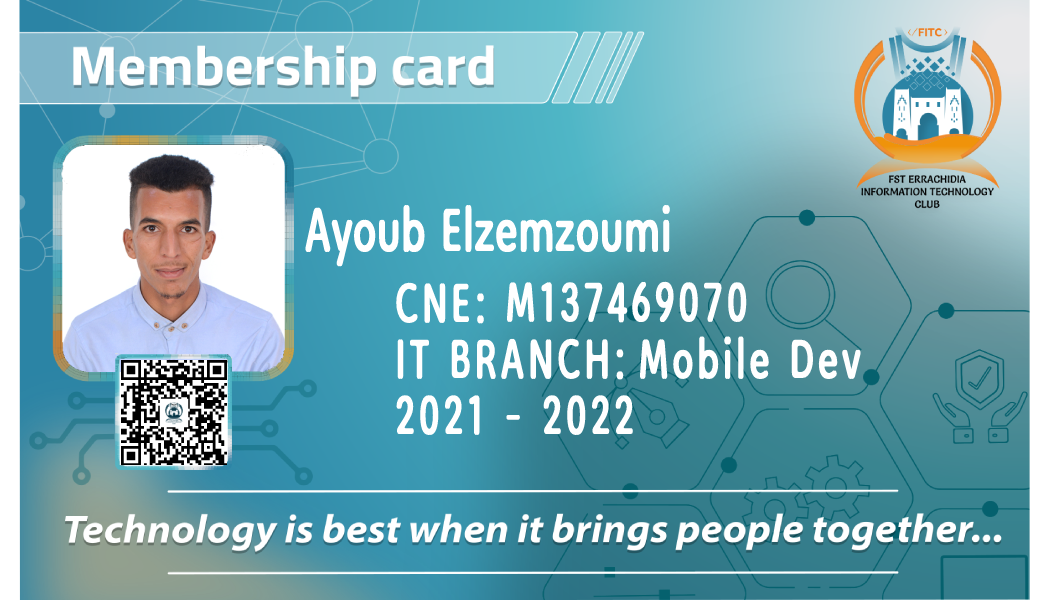 Membership card
</FITC>
FST ERRACHIDIA
INFORMATION TECHNOLOGY
CLUB
Ayoub Elzemzoumi
CNE: M137469070
IT BRANCH: Mobile Dev
2021 - 2022
Technology is best when it brings people together...